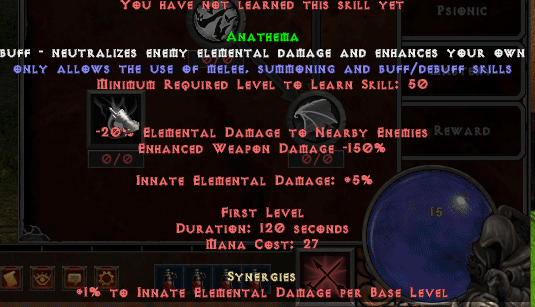 You have not learned this skill yet
Psionic
Anathema
Buff - neutralizes enemy elemental damage and enhances your own
only allows the use of melee, summoning and buff/debuff skills
Minimum Required Level to Learn Skill: 50
-20% Elemental Damage to Nearby Enemies
Reward
Enhanced Weapon Damage -150%
0/0 0/0
Innate Elemental Damage: +5%
First Level
15
Duration: 120 seconds
Mana Cost: 27
Synergies
+1% to Innate Elemental Damage per Base Level